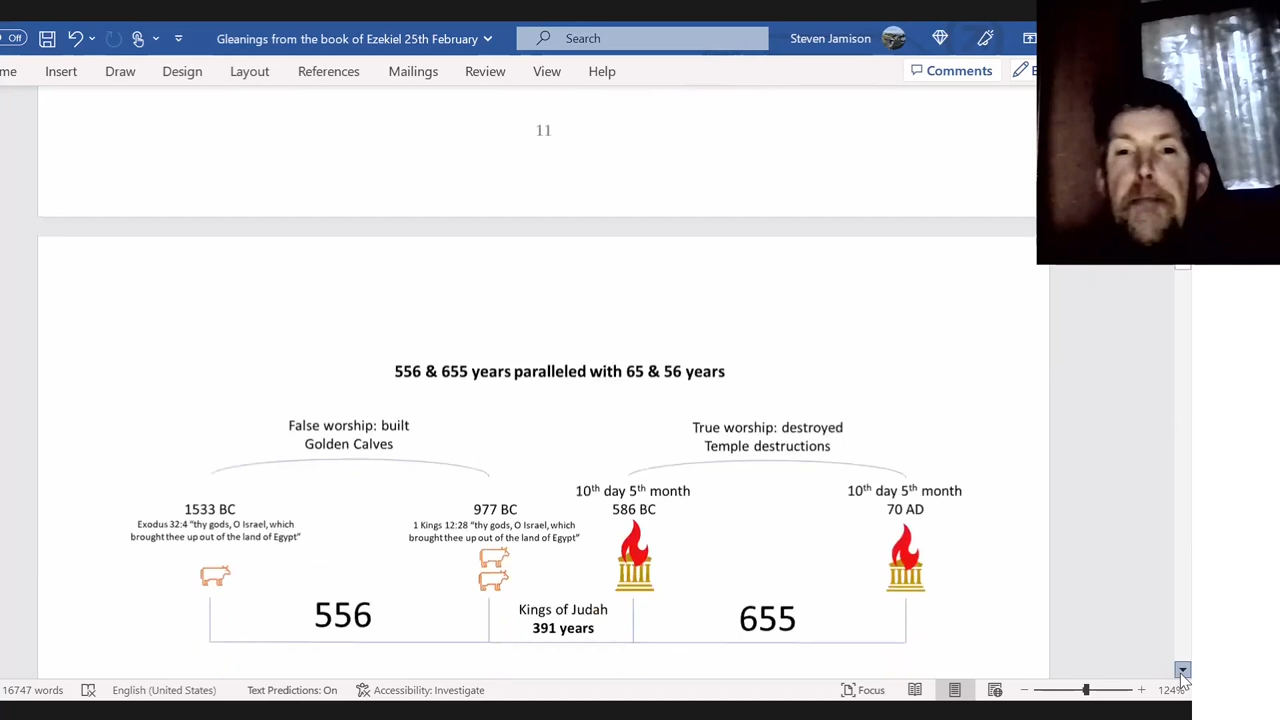 Off
Gleanings from the book of Ezekiel 25th February
Search
Steven Jamison
me Insert Draw Design Layout References Mailings Review View Help
Comments
11
556 & 655 years paralleled with 65 & 56 years
False worship: built
Golden Calves
True worship: destroyed
Temple destructions
1533 BC
Exodus 32:4 “thy gods, O Israel, which
brought thee up out of the land of Egypt”
977 BC
1 Kings 12:28 “thy gods, O Israel, which
brought thee up out of the land of Egypt”
10th day 5th month
586 BC
10th day 5th month
70 AD
556
Kings of Judah
391 years
655
16747 words English (United States) Text Predictions: On Accessibility: Investigate Focus 124%